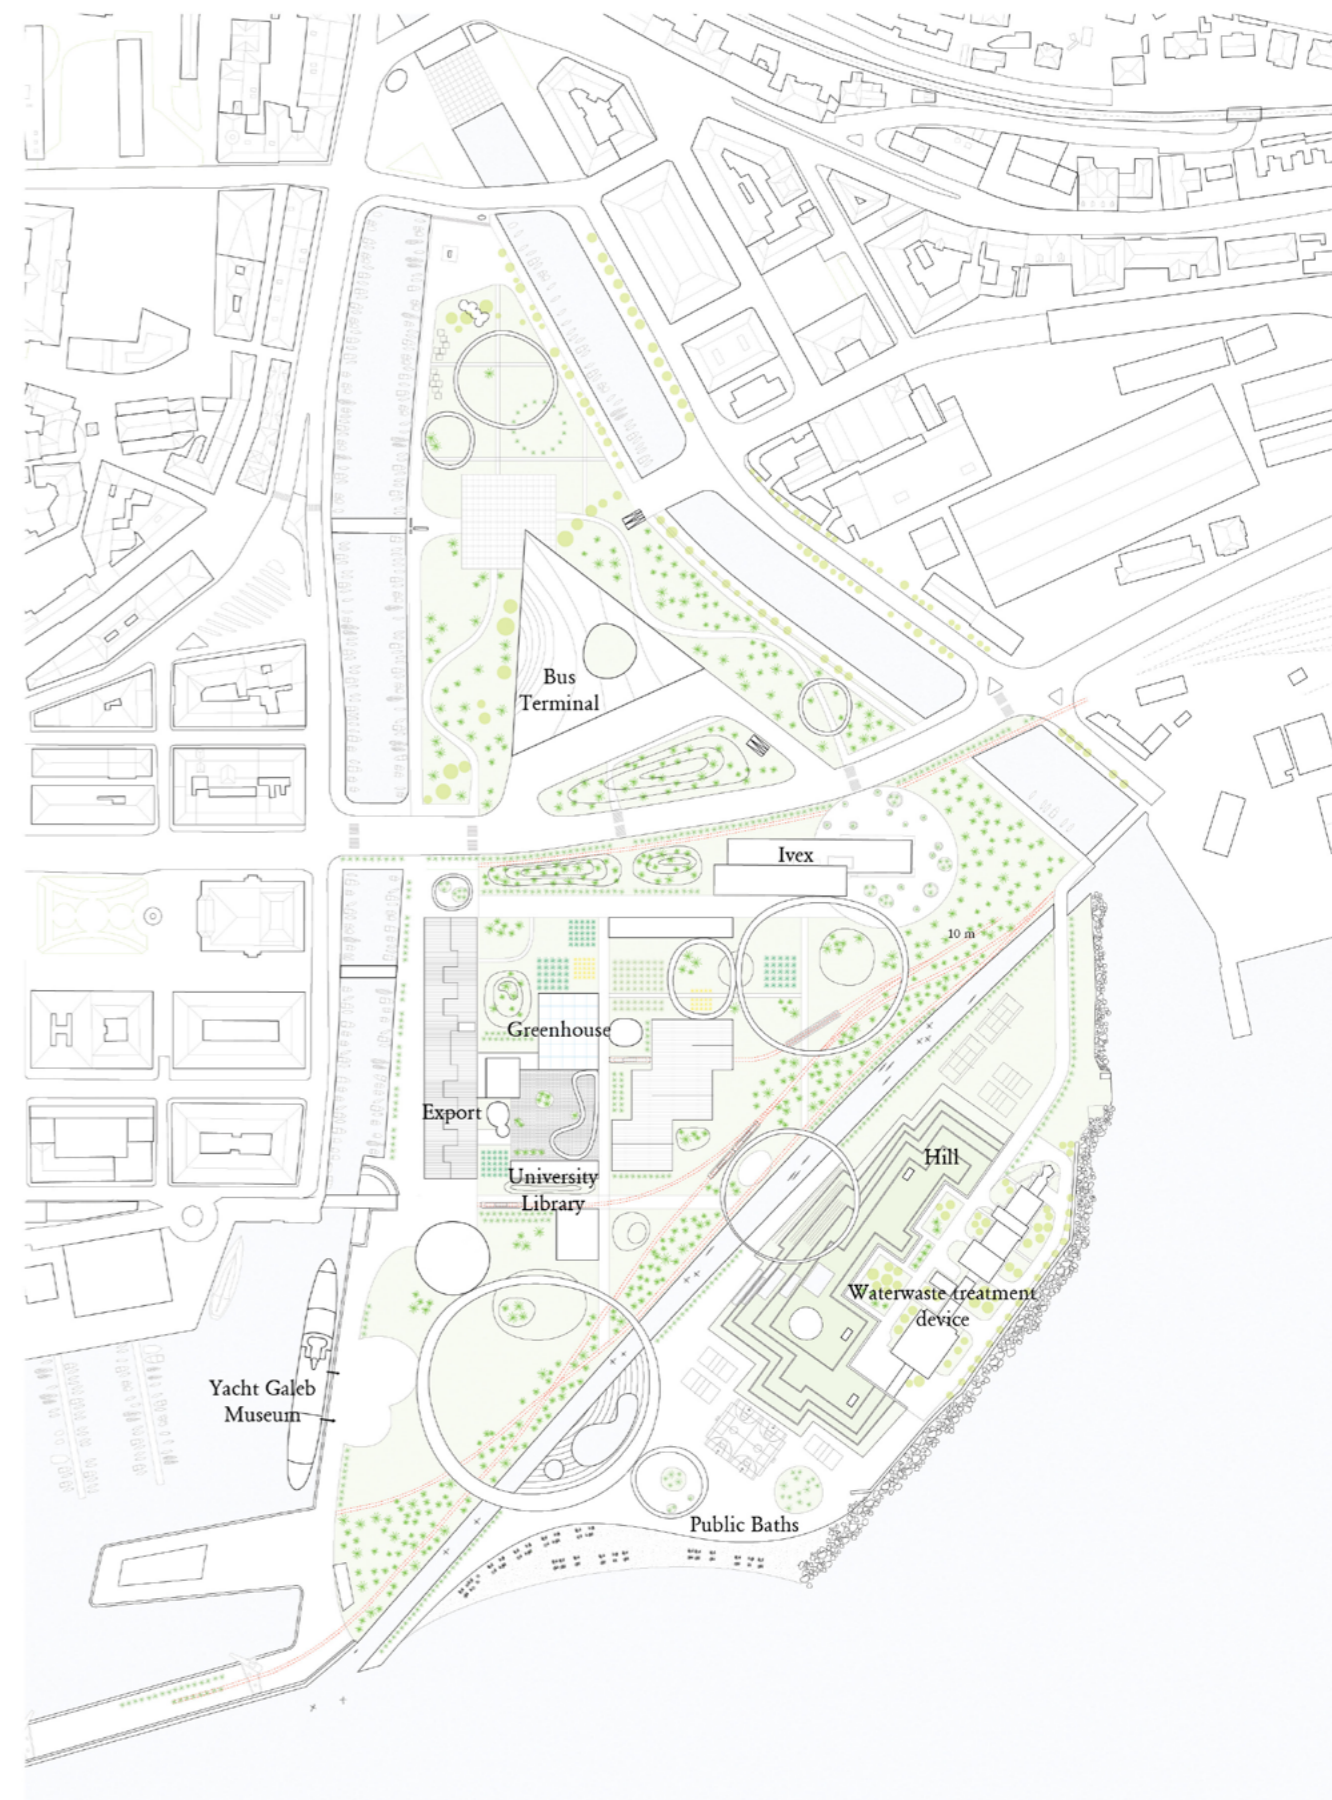 Bus
Terminal
Ivex
10 m
Greenhouse
Export
Hill
University
Library
Waterwaste treatment
device
Yacht Galeb
Museum
Public Baths